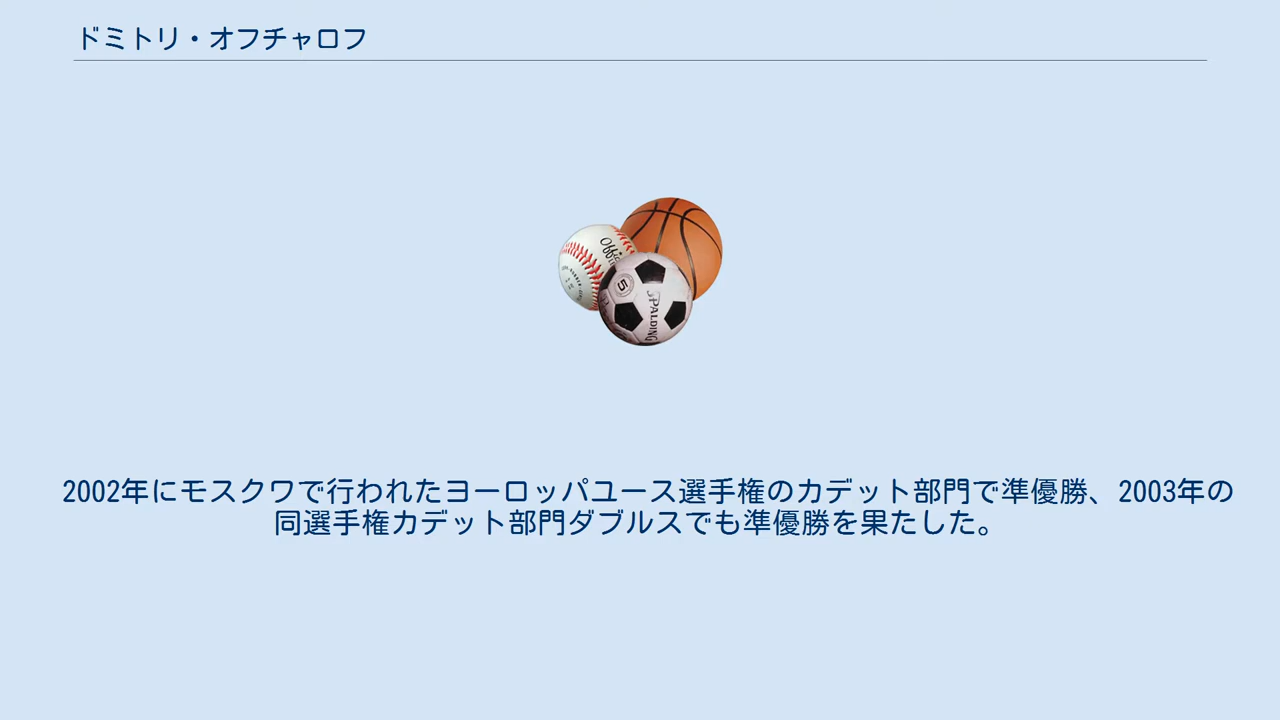 ドミトリ・オフチャロフ
Offic
5
SPALDING
2002年にモスクワで行われたヨーロッパユース選手権のカデット部門で準優勝、2003年の
同選手権カデット部門ダブルスでも準優勝を果たした。